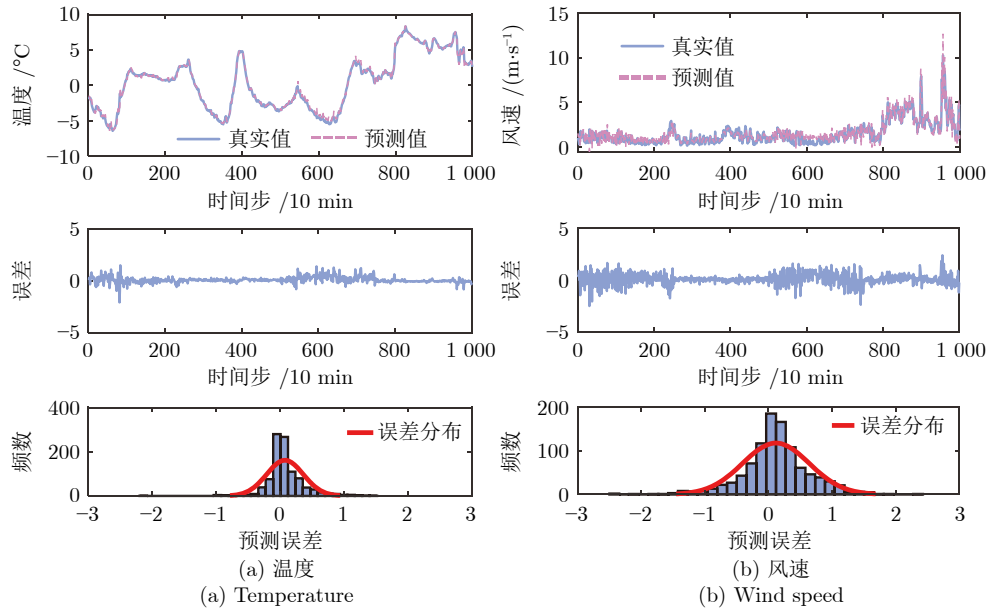 10
5
0
−5
−10
温度 /°C
真实值
预测值
0
200
400
600
800
1 000
时间步 /10 min
5
0
−5
误差
0
200
400
600
800
1 000
时间步 /10 min
400
200
0
频数
误差分布
−3
−2
−1
0
1
2
3
预测误差
(a) 温度
(a) Temperature
15
10
5
0
风速 /(m·s⁻¹)
真实值
预测值
0
200
400
600
800
1 000
时间步 /10 min
5
0
−5
误差
0
200
400
600
800
1 000
时间步 /10 min
200
100
0
频数
误差分布
−3
−2
−1
0
1
2
3
预测误差
(b) 风速
(b) Wind speed